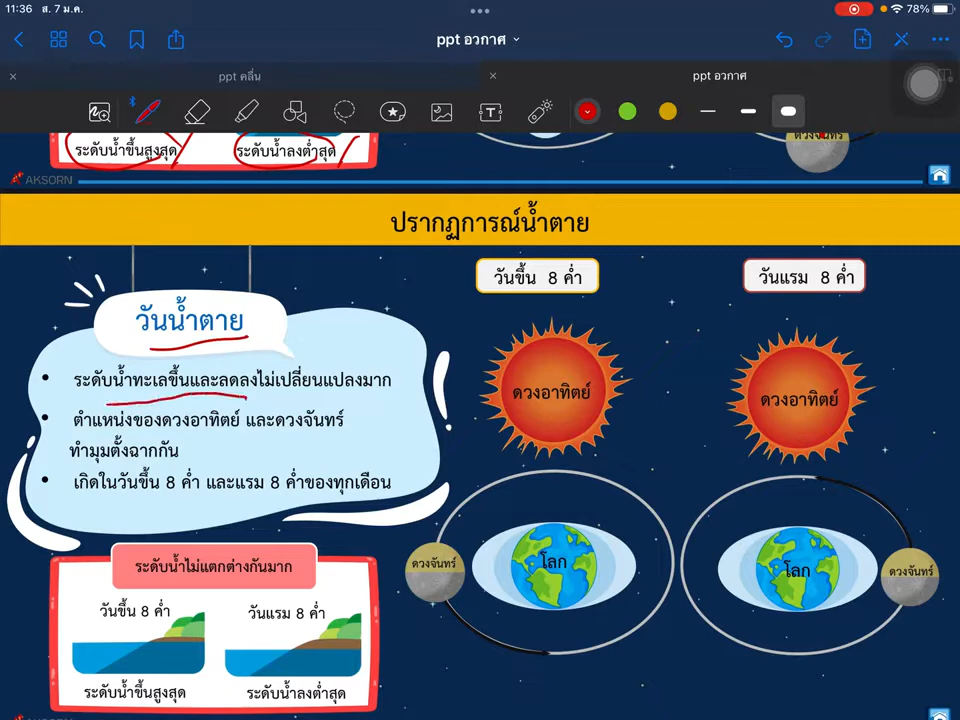 11:36 ส. 7 ม.ค. 78%
ppt อวกาศ
ppt คลื่น
ppt อวกาศ
ระดับน้ำขึ้นสูงสุด ระดับน้ำลงต่ำสุด
ดวงจันทร์
AKSORN
ปรากฏการณ์น้ำตาย
วันขึ้น 8 ค่ำ
วันแรม 8 ค่ำ
วันน้ำตาย
• ระดับน้ำทะเลขึ้นและลดลงไม่เปลี่ยนแปลงมาก
• ตำแหน่งของดวงอาทิตย์ และดวงจันทร์
ทำมุมตั้งฉากกัน
• เกิดในวันขึ้น 8 ค่ำ และแรม 8 ค่ำของทุกเดือน
ดวงอาทิตย์
ดวงอาทิตย์
ดวงจันทร์
โลก
โลก
ดวงจันทร์
ระดับน้ำไม่แตกต่างกันมาก
วันขึ้น 8 ค่ำ
วันแรม 8 ค่ำ
ระดับน้ำขึ้นสูงสุด
ระดับน้ำลงต่ำสุด